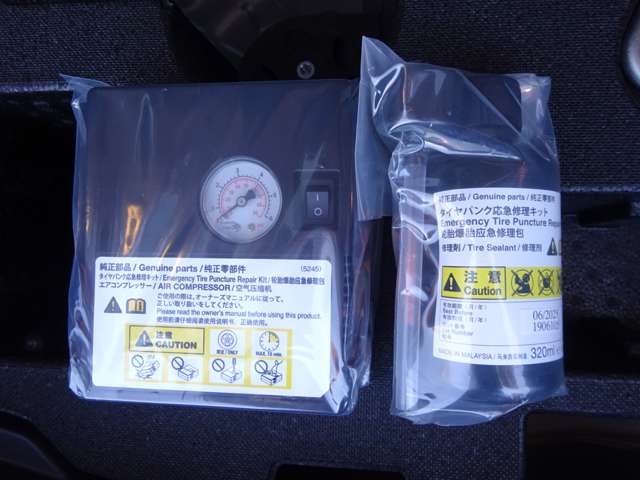 純正部品 / Genuine parts / 纯正零部件 (5245)
タイヤパンク応急修理キット / Emergency Tire Puncture Repair Kit / 轮胎爆胎应急修理包
エアコンプレッサー / AIR COMPRESSOR / 空气压缩机
ご使用の際は、オーナーズマニュアルに従って、
正しい取り扱いをしてください。
Please read the owner's manual before using this product.
使用前请仔细阅读使用说明书、正确使用。
注意
CAUTION
MAX. 10 min.
純正部品 / Genuine parts / 纯正零部件
タイヤパンク応急修理キット
Emergency Tire Puncture Repair
轮胎爆胎应急修理包
修理剤 / Tire Sealant / 修理剂
注意
Caution
Best Before
06/2023
MADE IN MALAYSIA
320ml